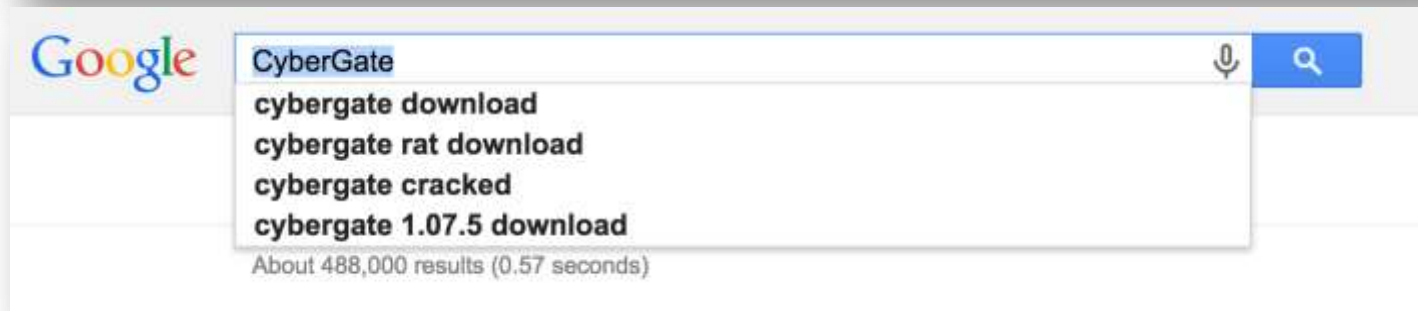 Google CyberGate
cybergate download
cybergate rat download
cybergate cracked
cybergate 1.07.5 download
About 488,000 results (0.57 seconds)